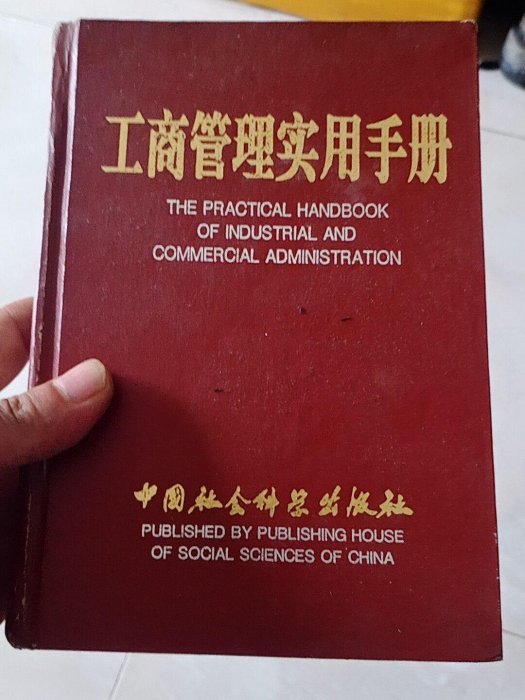 工商管理实用手册
THE PRACTICAL HANDBOOK
OF INDUSTRIAL AND
COMMERCIAL ADMINISTRATION
中国社会科学出版社
PUBLISHED BY PUBLISHING HOUSE
OF SOCIAL SCIENCES OF CHINA